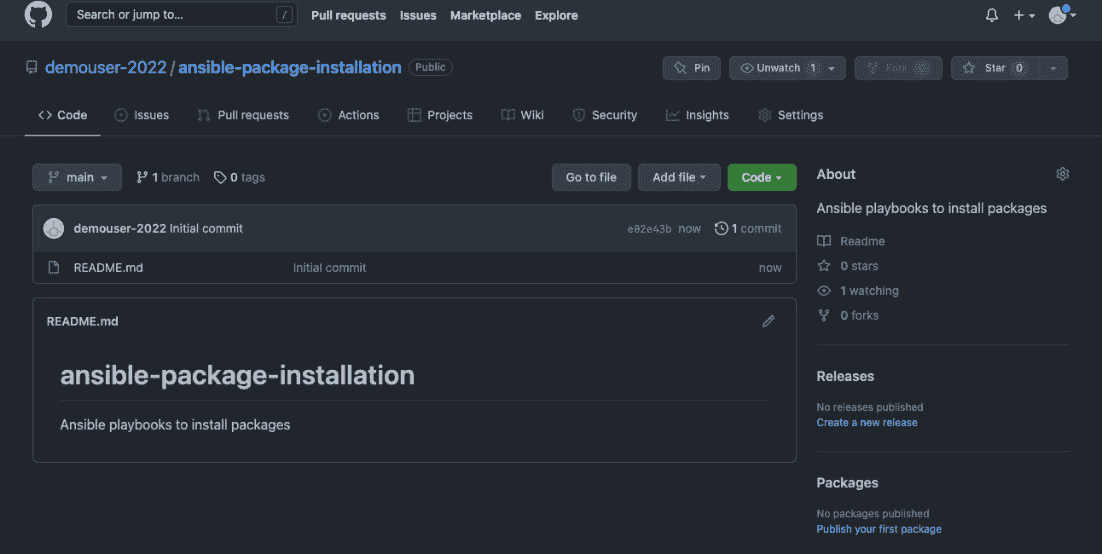 Search or jump to... /
Pull requests Issues Marketplace Explore
demouser-2022 / ansible-package-installation Public
Pin Unwatch 1 Fork Star 0
<> Code Issues Pull requests Actions Projects Wiki Security Insights Settings
main 1 branch 0 tags Go to file Add file Code
demouser-2022 Initial commit e02e43b now 1 commit
README.md Initial commit now
README.md
ansible-package-installation
Ansible playbooks to install packages
About
Ansible playbooks to install packages
Readme
0 stars
1 watching
0 forks
Releases
No releases published
Create a new release
Packages
No packages published
Publish your first package